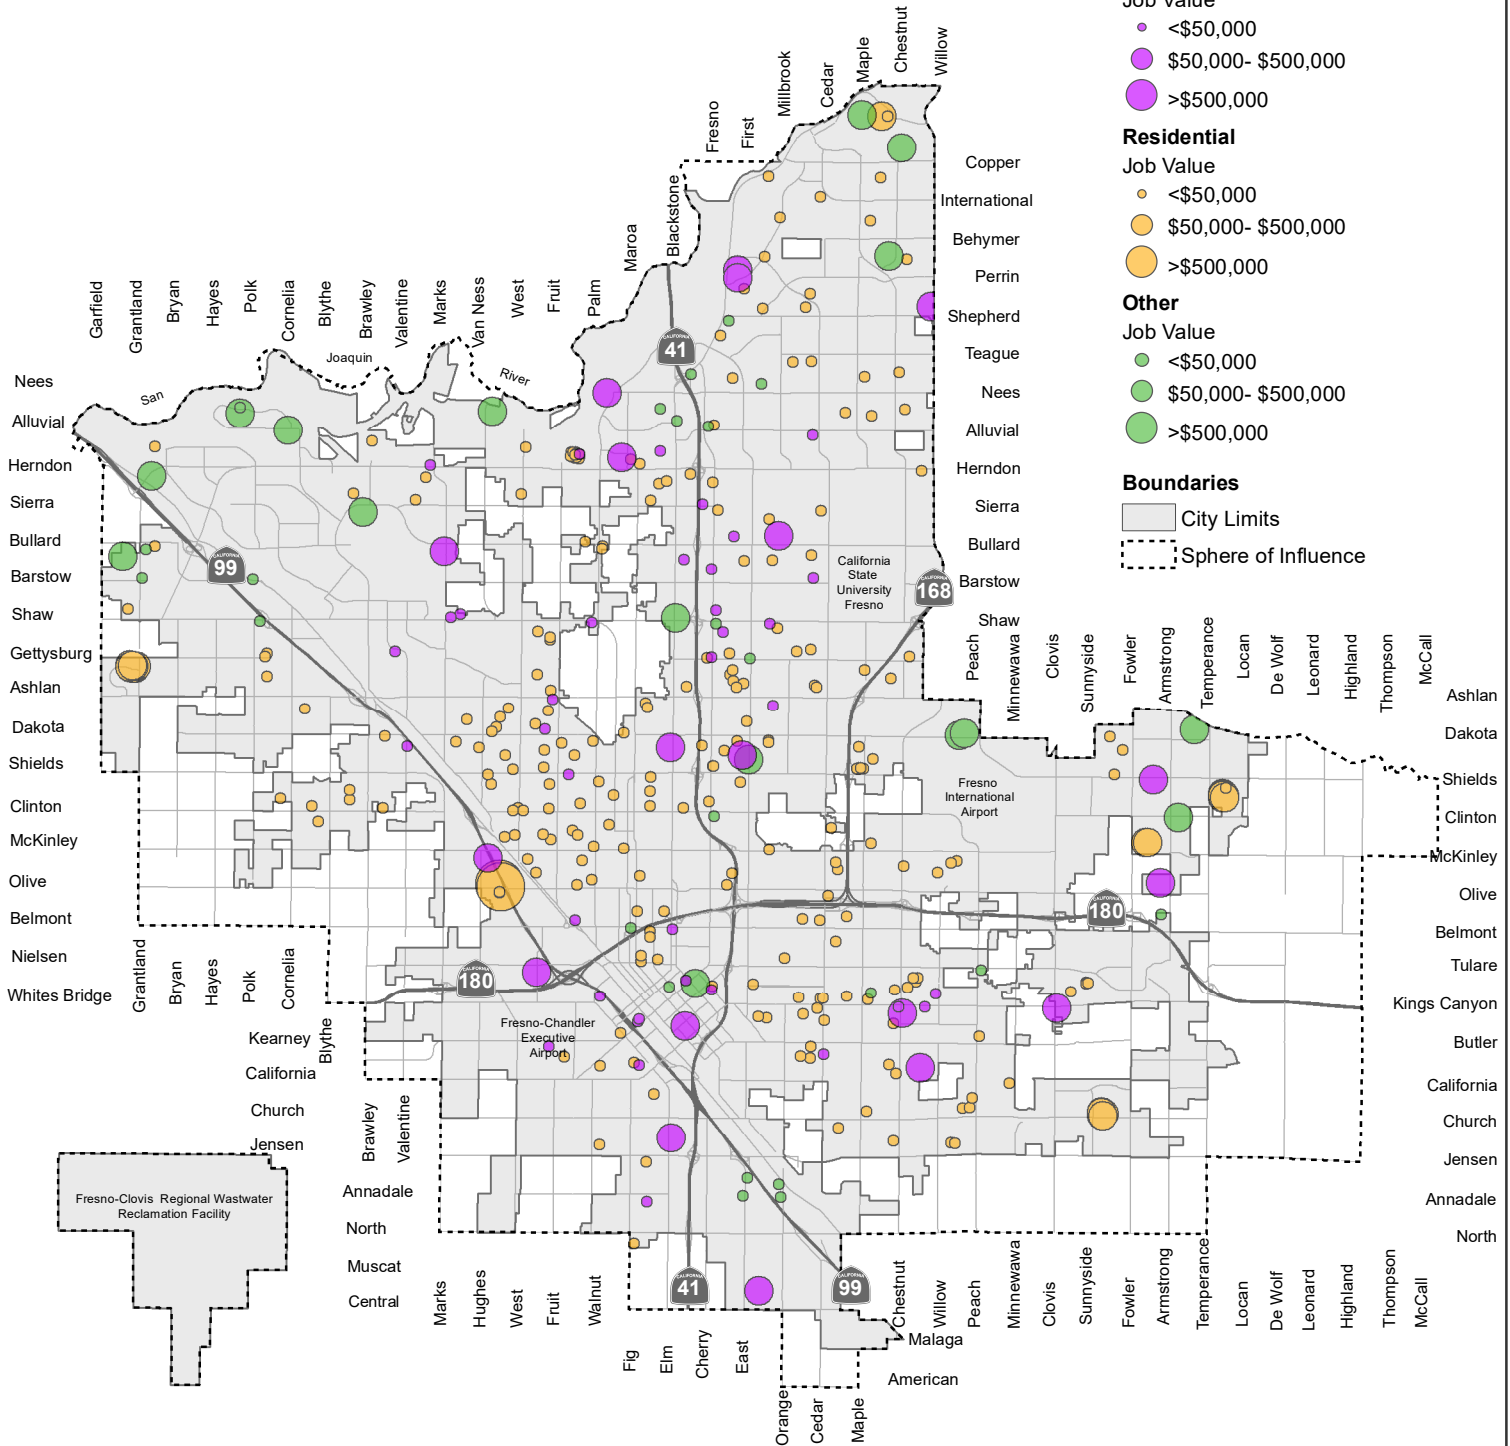 Job Value
<$50,000
$50,000- $500,000
>$500,000
Residential
Job Value
<$50,000
$50,000- $500,000
>$500,000
Other
Job Value
<$50,000
$50,000- $500,000
>$500,000
Boundaries
City Limits
Sphere of Influence
Fresno
First
Millbrook
Cedar
Maple
Chestnut
Willow
Garfield
Grantland
Bryan
Hayes
Polk
Cornelia
Blythe
Brawley
Valentine
Marks
Van Ness
West
Fruit
Palm
Maroa
Blackstone
San
Joaquin
River
Nees
Alluvial
Herndon
Sierra
Bullard
Barstow
Shaw
Gettysburg
Ashlan
Dakota
Shields
Clinton
McKinley
Olive
Belmont
Nielsen
Whites Bridge
Copper
International
Behymer
Perrin
Shepherd
Teague
Nees
Alluvial
Herndon
Sierra
Bullard
Barstow
Shaw
CALIFORNIA
41
CALIFORNIA
99
CALIFORNIA
168
California
State
University
Fresno
Peach
Minnewawa
Clovis
Sunnyside
Fowler
Armstrong
Temperance
Locan
De Wolf
Leonard
Highland
Thompson
McCall
Ashlan
Dakota
Shields
Clinton
McKinley
Olive
Belmont
Tulare
Kings Canyon
Butler
California
Church
Jensen
Annadale
North
Fresno
International
Airport
CALIFORNIA
180
CALIFORNIA
180
Fresno-Chandler
Executive
Airport
Grantland
Bryan
Hayes
Polk
Cornelia
Blythe
Kearney
California
Church
Jensen
Brawley
Valentine
Annadale
North
Muscat
Central
Fresno-Clovis Regional Wastwater
Reclamation Facility
Marks
Hughes
West
Fruit
Walnut
Fig
Elm
Cherry
East
Orange
Cedar
Maple
CALIFORNIA
41
CALIFORNIA
99
Malaga
American
Chestnut
Willow
Peach
Minnewawa
Clovis
Sunnyside
Fowler
Armstrong
Temperance
Locan
De Wolf
Leonard
Highland
Thompson
McCall